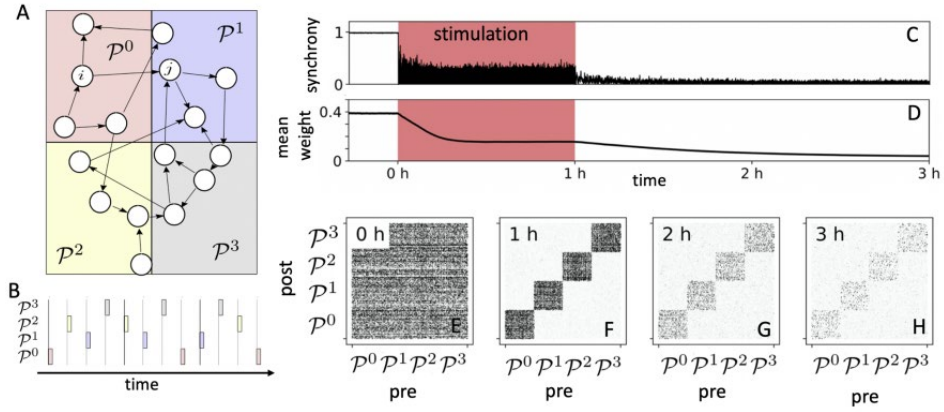 A
𝒫⁰
𝒫¹
i
j
𝒫²
𝒫³
B
𝒫³
𝒫²
𝒫¹
𝒫⁰
time
synchrony
1
0
stimulation
C
mean
weight
0.4
0
D
0 h
1 h
time
2 h
3 h
post
𝒫³
𝒫²
𝒫¹
𝒫⁰
0 h
E
1 h
F
2 h
G
3 h
H
𝒫⁰ 𝒫¹ 𝒫² 𝒫³
𝒫⁰ 𝒫¹ 𝒫² 𝒫³
𝒫⁰ 𝒫¹ 𝒫² 𝒫³
𝒫⁰ 𝒫¹ 𝒫² 𝒫³
pre
pre
pre
pre